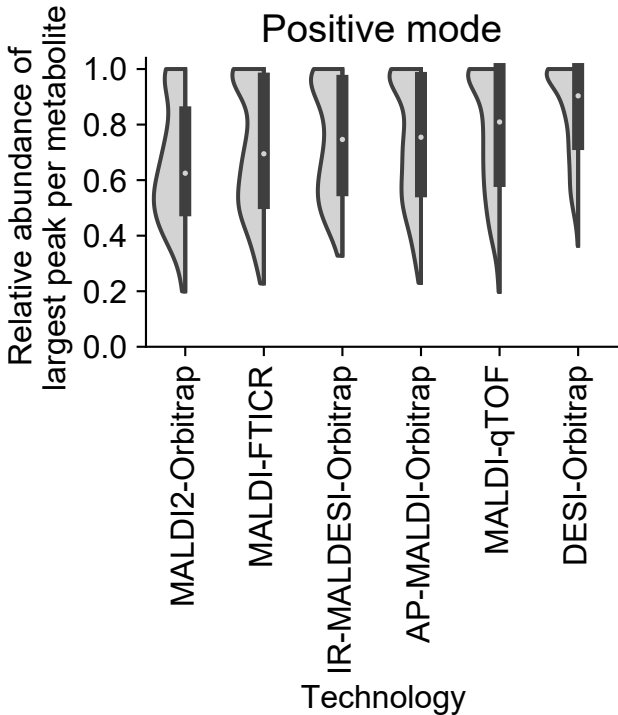 Positive mode
Relative abundance of
largest peak per metabolite
1.0
0.8
0.6
0.4
0.2
0.0
MALDI2-Orbitrap
MALDI-FTICR
IR-MALDESI-Orbitrap
AP-MALDI-Orbitrap
MALDI-qTOF
DESI-Orbitrap
Technology